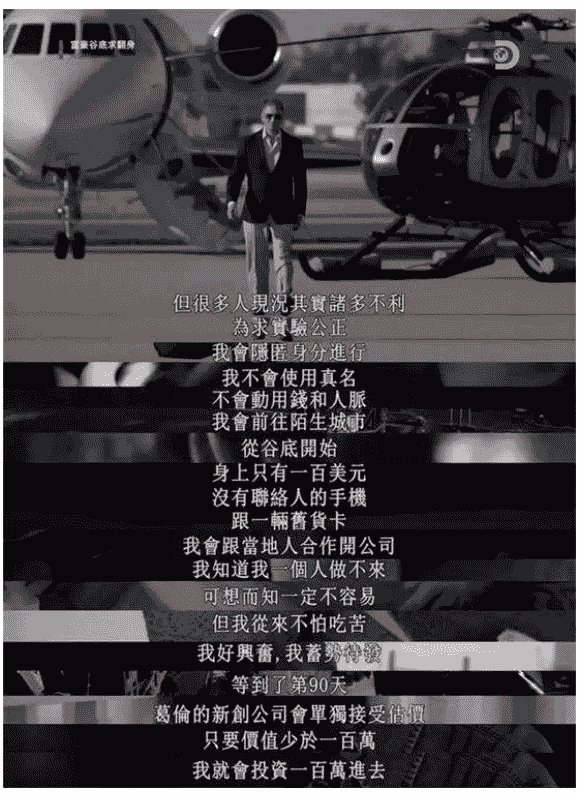 富豪谷底求翻身
但很多人現況其實諸多不利
為求實驗公正
我會隱匿身分進行
我不會使用真名
不會動用錢和人脈
我會前往陌生城市
從谷底開始
身上只有一百美元
沒有聯絡人的手機
跟一輛舊貨卡
我會跟當地人合作開公司
我知道我一個人做不來
可想而知一定不容易
但我從來不怕吃苦
我好興奮,我蓄勢待發
等到了第90天
葛倫的新創公司會單獨接受估價
只要價值少於一百萬
我就會投資一百萬進去